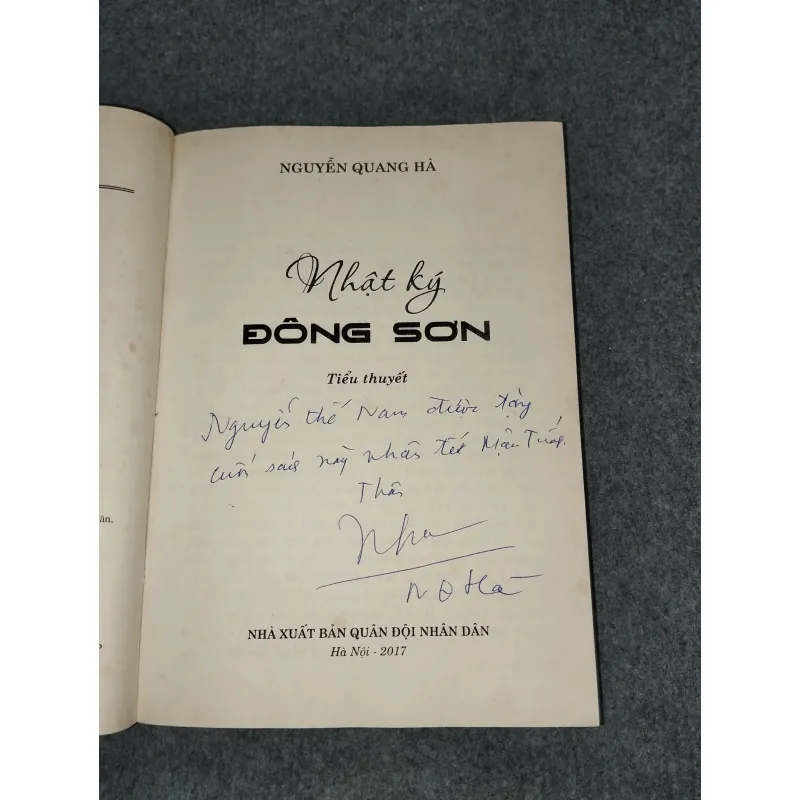 NGUYỄN QUANG HÀ
Nhật ký
ĐÔNG SƠN
Tiểu thuyết
Nguyễn Thế Nam được tặng
cuốn sách này nhân tết Mậu
Thân
NQ Hà
NHÀ XUẤT BẢN QUÂN ĐỘI NHÂN DÂN
Hà Nội - 2017